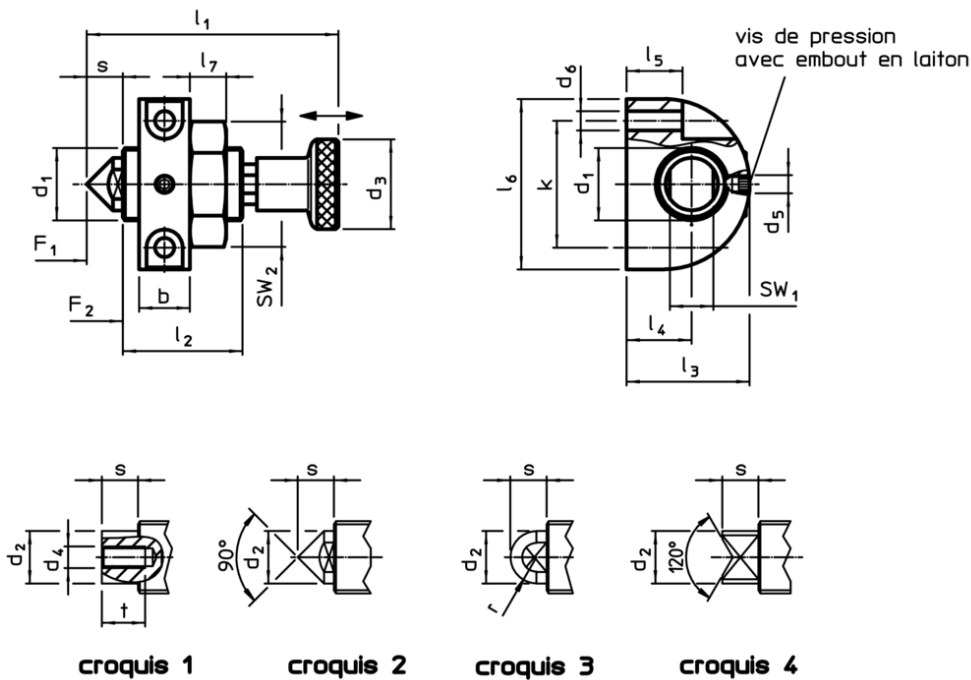 l1
s
l7
d1
d3
F1
F2
b
l2
SW2
vis de pression
avec embout en laiton
l5
d6
l6
k
d1
d5
SW1
l4
l3
s
d2
d4
t
croquis 1
s
90°
d2
croquis 2
s
d2
r
croquis 3
s
d2
120°
croquis 4